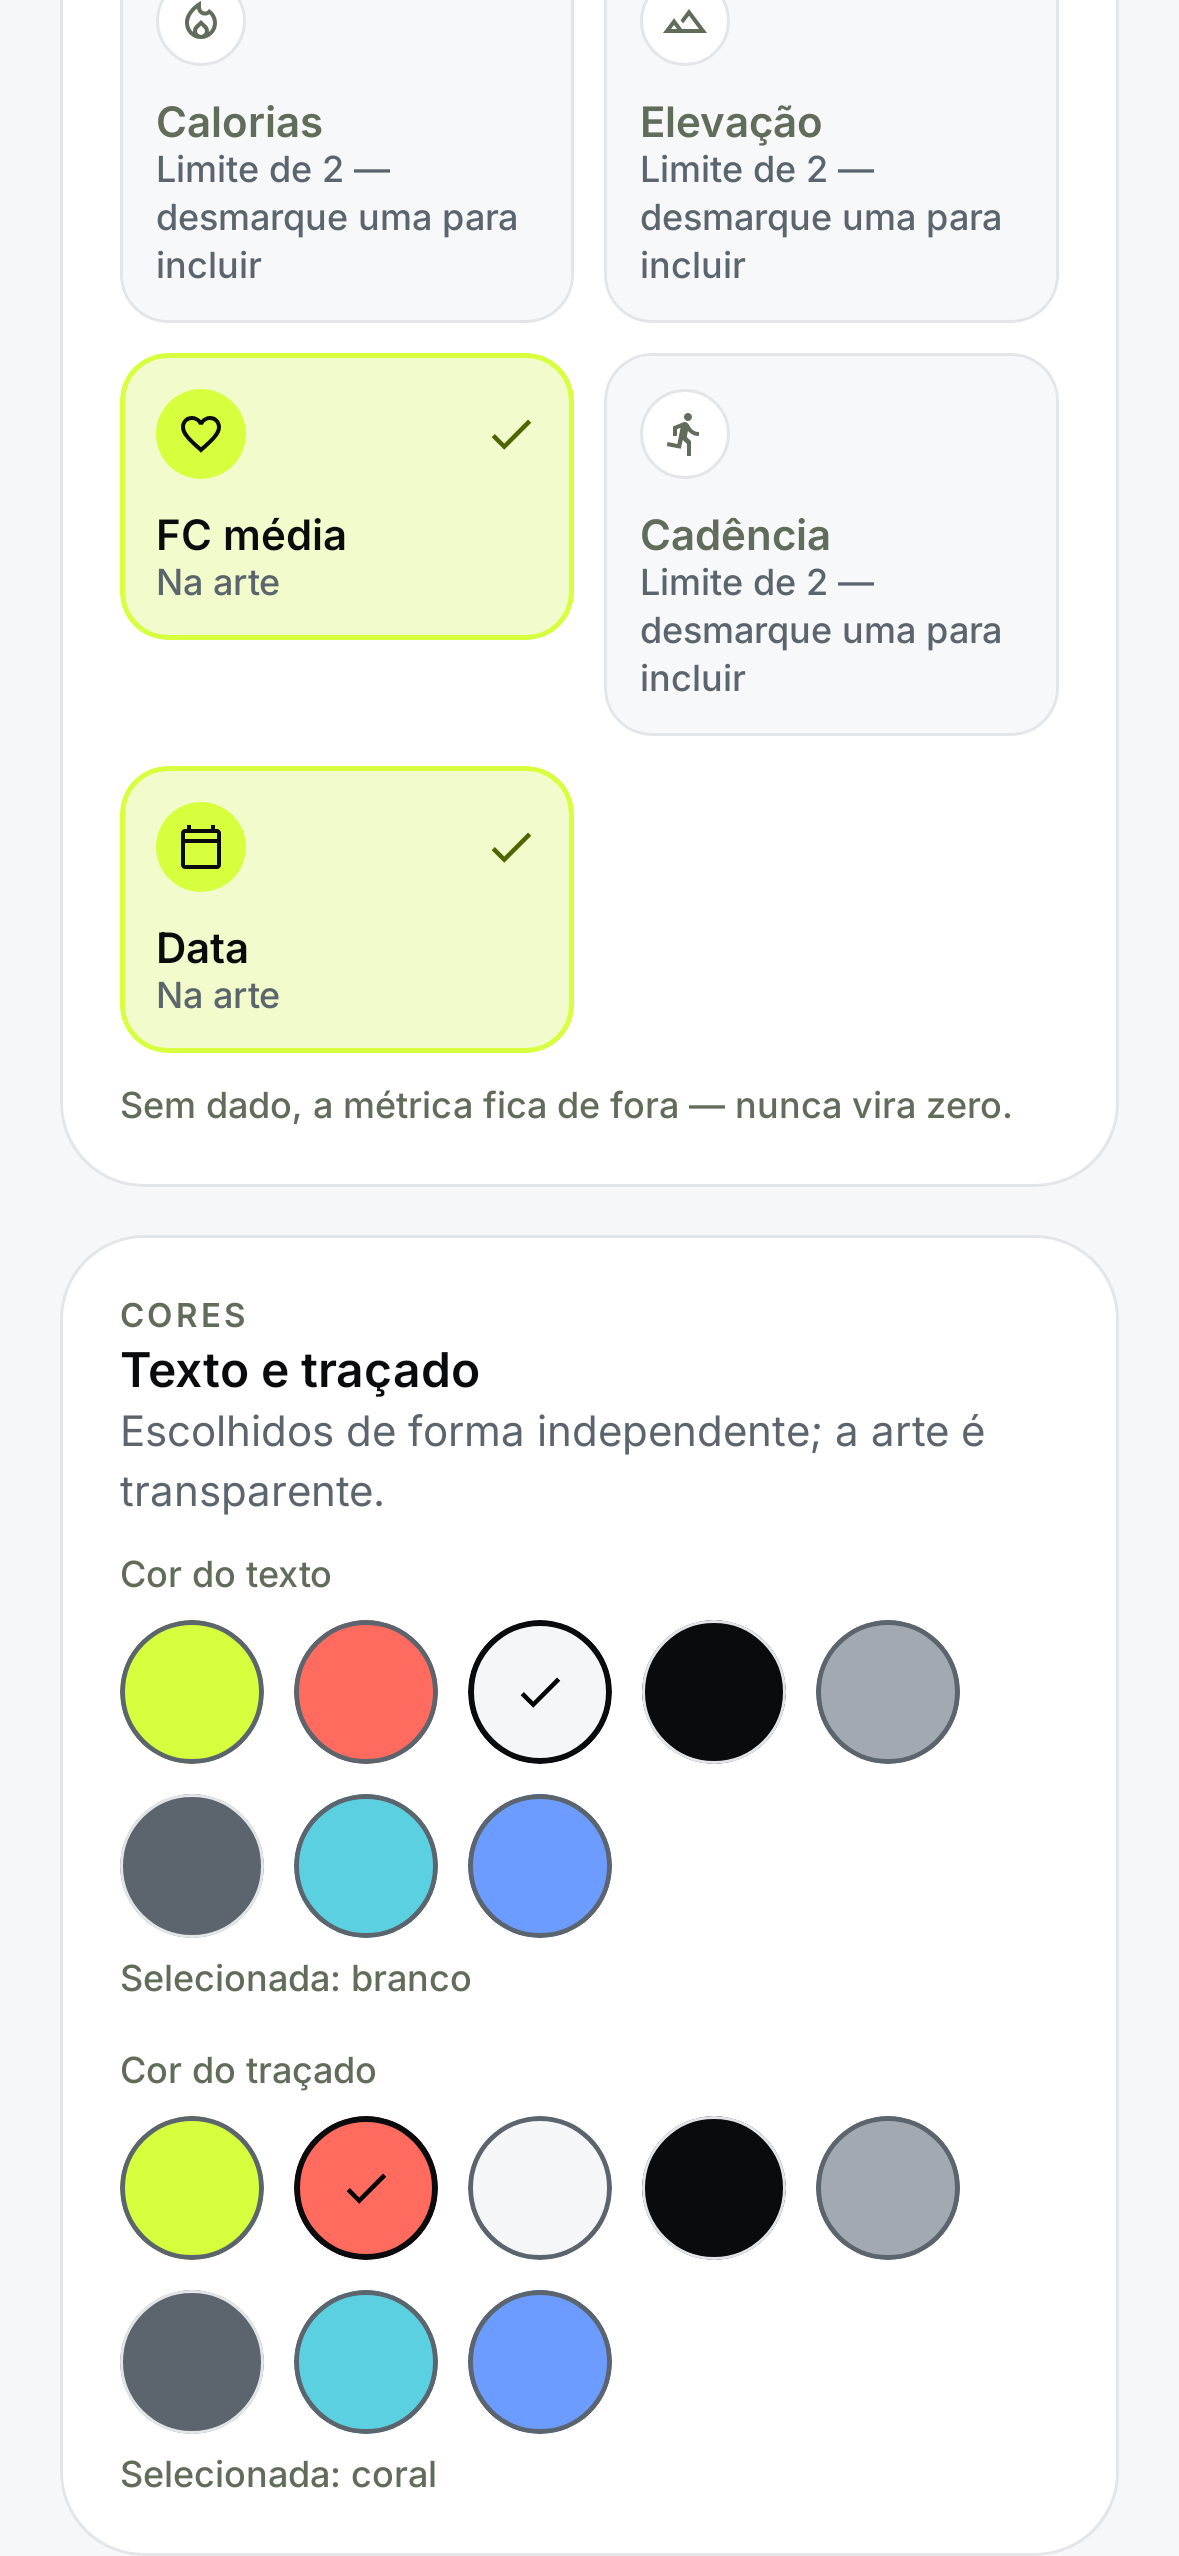 Calorias
Limite de 2 —
desmarque uma para
incluir
Elevação
Limite de 2 —
desmarque uma para
incluir
FC média
Na arte
Cadência
Limite de 2 —
desmarque uma para
incluir
Data
Na arte
Sem dado, a métrica fica de fora — nunca vira zero.
CORES
Texto e traçado
Escolhidos de forma independente; a arte é
transparente.
Cor do texto
Selecionada: branco
Cor do traçado
Selecionada: coral